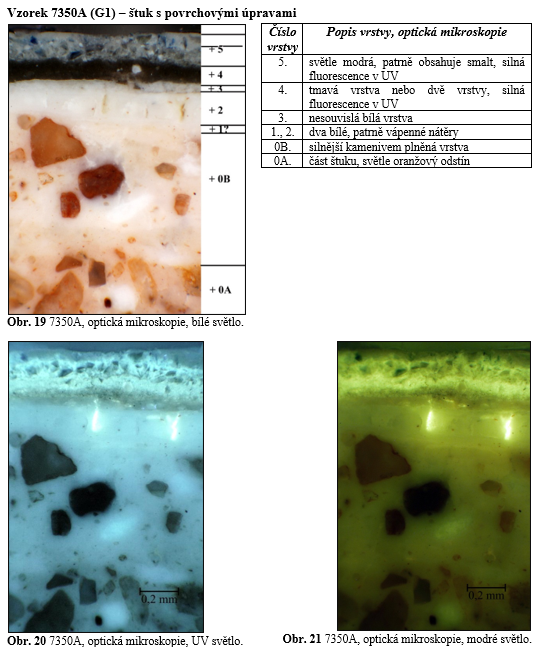 Vzorek 7350A (G1) – štuk s povrchovými úpravami
Číslo vrstvy
Popis vrstvy, optická mikroskopie
5.
světle modrá, patrně obsahuje smalt, silná
fluorescence v UV
4.
tmavá vrstva nebo dvě vrstvy, silná
fluorescence v UV
3.
nesouvislá bílá vrstva
1., 2.
dva bílé, patrně vápenné nátěry
0B.
silnější kamenivem plněná vrstva
0A.
část štuku, světle oranžový odstín
+ 5
+ 4
+ 3
+ 2
+ 1?
+ 0B
+ 0A
Obr. 19 7350A, optická mikroskopie, bílé světlo.
0,2 mm
0,2 mm
Obr. 20 7350A, optická mikroskopie, UV světlo.
Obr. 21 7350A, optická mikroskopie, modré světlo.